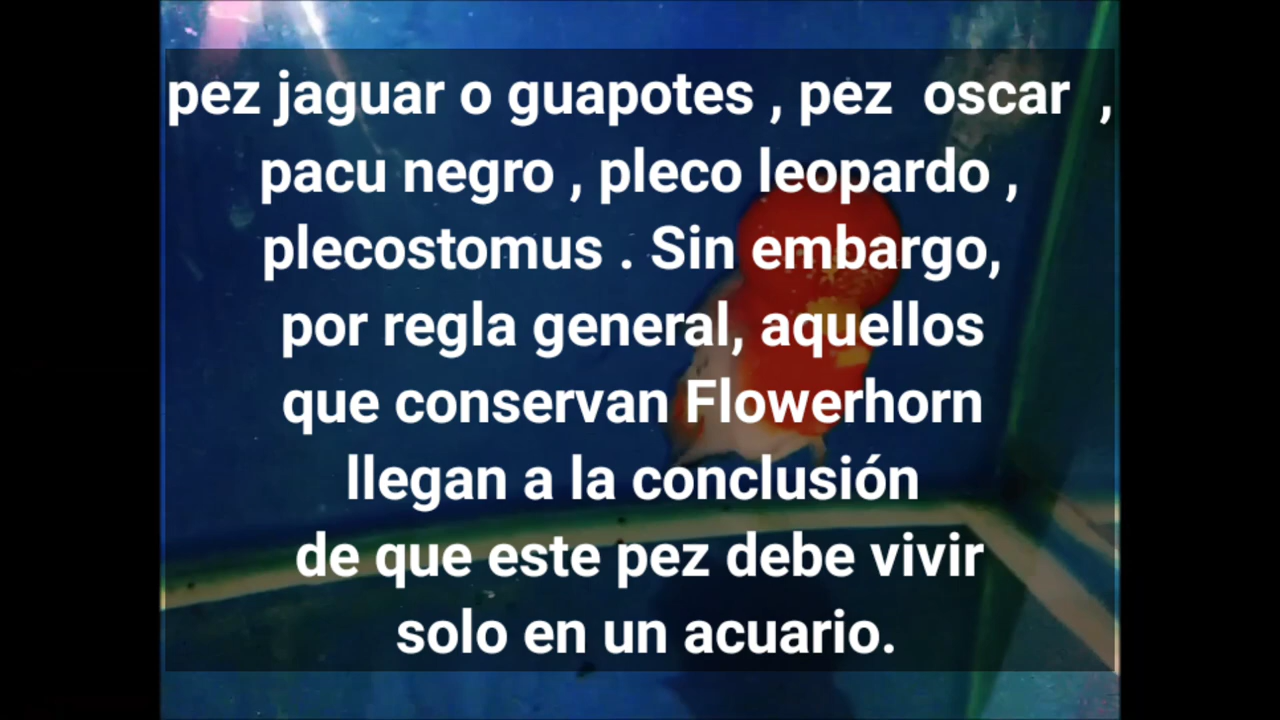 pez jaguar o guapotes , pez oscar ,
pacu negro , pleco leopardo ,
plecostomus . Sin embargo,
por regla general, aquellos
que conservan Flowerhorn
llegan a la conclusión
de que este pez debe vivir
solo en un acuario.